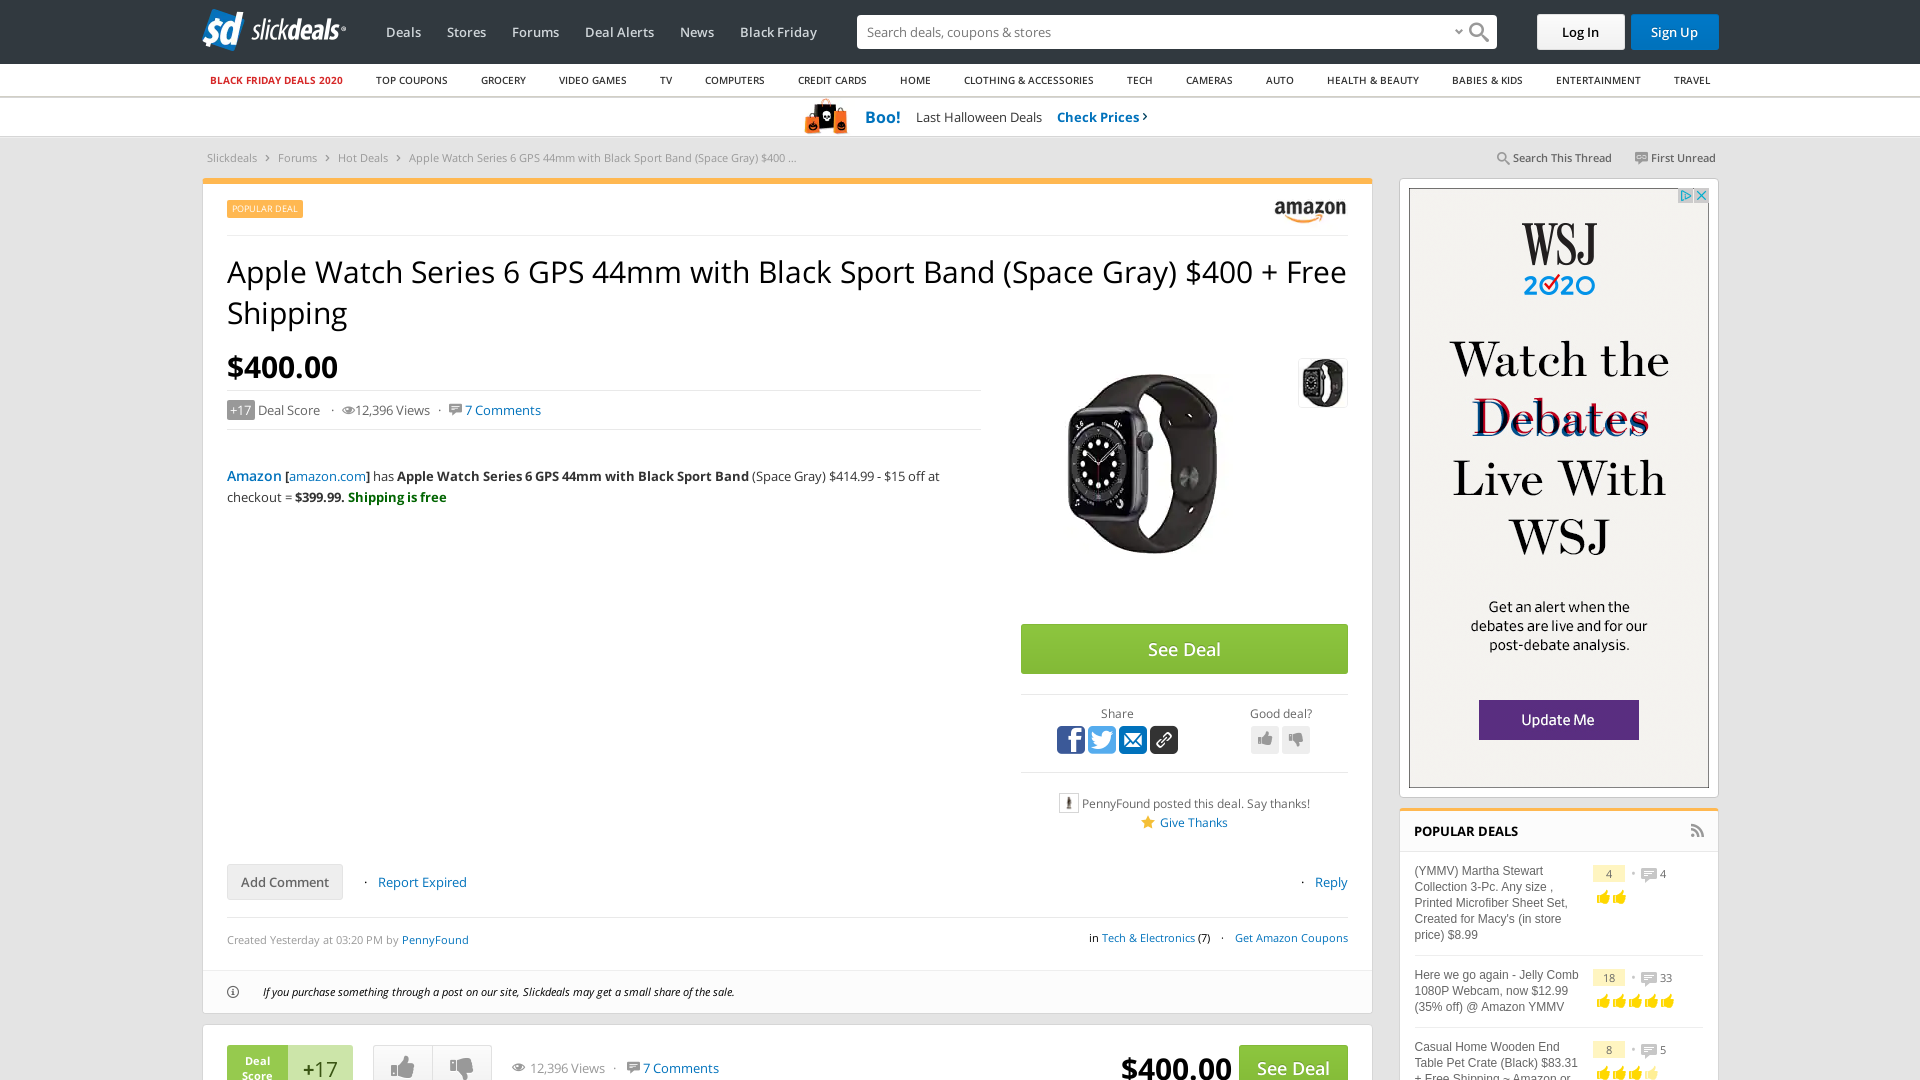 sd slickdeals
Deals Stores Forums Deal Alerts News Black Friday
Search deals, coupons & stores
Log In
Sign Up
BLACK FRIDAY DEALS 2020 TOP COUPONS GROCERY VIDEO GAMES TV COMPUTERS CREDIT CARDS HOME CLOTHING & ACCESSORIES TECH CAMERAS AUTO HEALTH & BEAUTY BABIES & KIDS ENTERTAINMENT TRAVEL
Boo! Last Halloween Deals Check Prices ›
Slickdeals › Forums › Hot Deals › Apple Watch Series 6 GPS 44mm with Black Sport Band (Space Gray) $400 ...
Search This Thread First Unread
POPULAR DEAL
amazon
Apple Watch Series 6 GPS 44mm with Black Sport Band (Space Gray) $400 + Free
Shipping
$400.00
+17 Deal Score · 12,396 Views · 7 Comments
Amazon [amazon.com] has Apple Watch Series 6 GPS 44mm with Black Sport Band (Space Gray) $414.99 - $15 off at
checkout = $399.99. Shipping is free
See Deal
Share
Good deal?
PennyFound posted this deal. Say thanks!
Give Thanks
Add Comment · Report Expired
· Reply
Created Yesterday at 03:20 PM by PennyFound
in Tech & Electronics (7) · Get Amazon Coupons
If you purchase something through a post on our site, Slickdeals may get a small share of the sale.
Deal
Score
+17
12,396 Views · 7 Comments
$400.00
See Deal
WSJ
2020
Watch the
Debates
Live With
WSJ
Get an alert when the
debates are live and for our
post-debate analysis.
Update Me
POPULAR DEALS
(YMMV) Martha Stewart
Collection 3-Pc. Any size ,
Printed Microfiber Sheet Set,
Created for Macy's (in store
price) $8.99
4 • 4
Here we go again - Jelly Comb
1080P Webcam, now $12.99
(35% off) @ Amazon YMMV
18 • 33
Casual Home Wooden End
Table Pet Crate (Black) $83.31
+ Free Shipping ~ Amazon or
8 • 5